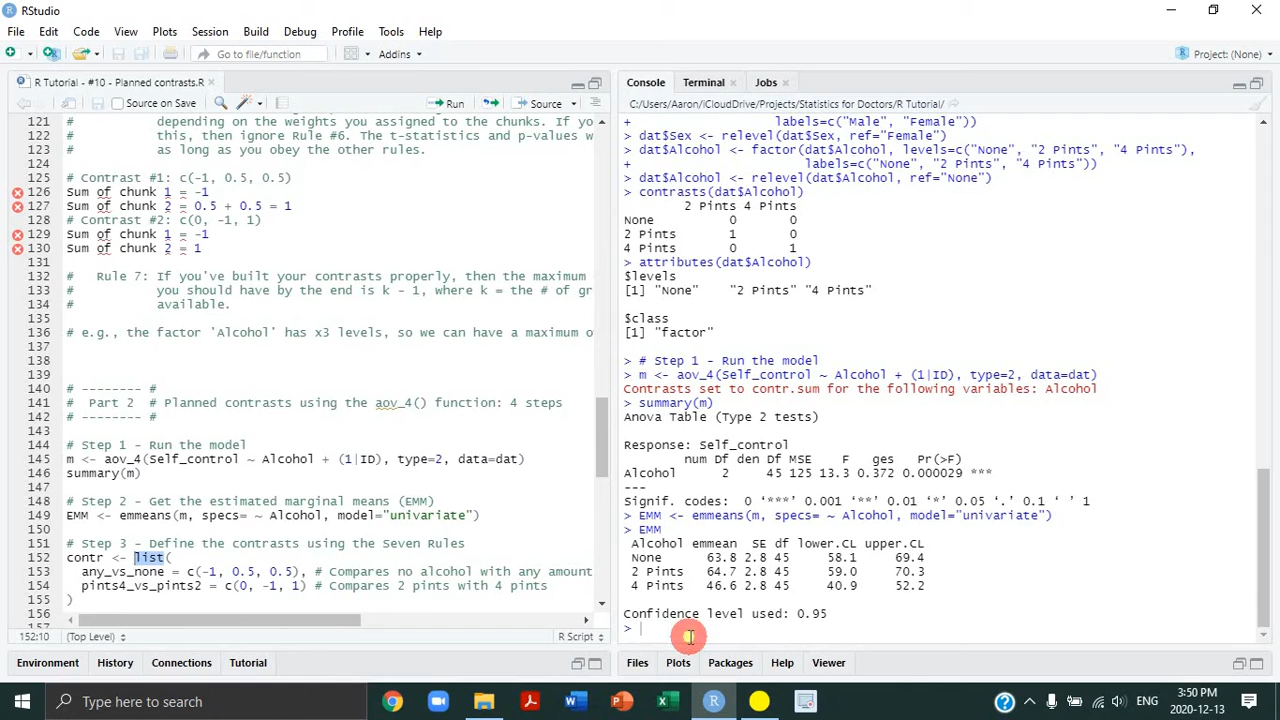 RStudio
File Edit Code View Plots Session Build Debug Profile Tools Help
Go to file/function Addins Project: (None)
R Tutorial - #10 - Planned contrasts.R
Source on Save Run Source
121 # depending on the weights you assigned to the chunks. If yo
122 # this, then ignore Rule #6. The t-statistics and p-values w
123 # as long as you obey the other rules.
124
125 # Contrast #1: c(-1, 0.5, 0.5)
126 Sum of chunk 1 = -1
127 Sum of chunk 2 = 0.5 + 0.5 = 1
128 # Contrast #2: c(0, -1, 1)
129 Sum of chunk 1 = -1
130 Sum of chunk 2 = 1
131
132 # Rule 7: If you've built your contrasts properly, then the maximum
133 # you should have by the end is k - 1, where k = the # of gr
134 # available.
135
136 # e.g., the factor 'Alcohol' has x3 levels, so we can have a maximum o
137
138
139
140 # -------- #
141 # Part 2 # Planned contrasts using the aov_4() function: 4 steps
142 # -------- #
143
144 # Step 1 - Run the model
145 m <- aov_4(Self_control ~ Alcohol + (1|ID), type=2, data=dat)
146 summary(m)
147
148 # Step 2 - Get the estimated marginal means (EMM)
149 EMM <- emmeans(m, specs= ~ Alcohol, model="univariate")
150
151 # Step 3 - Define the contrasts using the Seven Rules
152 contr <- list(
153 any_vs_none = c(-1, 0.5, 0.5), # Compares no alcohol with any amount
154 pints4_vs_pints2 = c(0, -1, 1) # Compares 2 pints with 4 pints
155 )
156
157
152:10 (Top Level) R Script
Environment History Connections Tutorial
Console Terminal Jobs
C:/Users/Aaron/iCloudDrive/Projects/Statistics for Doctors/R Tutorial/
+ labels=c("Male", "Female"))
> dat$Sex <- relevel(dat$Sex, ref="Female")
> dat$Alcohol <- factor(dat$Alcohol, levels=c("None", "2 Pints", "4 Pints"),
+ labels=c("None", "2 Pints", "4 Pints"))
> dat$Alcohol <- relevel(dat$Alcohol, ref="None")
> contrasts(dat$Alcohol)
2 Pints 4 Pints
None 0 0
2 Pints 1 0
4 Pints 0 1
> attributes(dat$Alcohol)
$levels
[1] "None" "2 Pints" "4 Pints"
$class
[1] "factor"
> # Step 1 - Run the model
> m <- aov_4(Self_control ~ Alcohol + (1|ID), type=2, data=dat)
Contrasts set to contr.sum for the following variables: Alcohol
> summary(m)
Anova Table (Type 2 tests)
Response: Self_control
num Df den Df MSE F ges Pr(>F)
Alcohol 2 45 125 13.3 0.372 0.000029 ***
---
Signif. codes: 0 ‘***’ 0.001 ‘**’ 0.01 ‘*’ 0.05 ‘.’ 0.1 ‘ ’ 1
> EMM <- emmeans(m, specs= ~ Alcohol, model="univariate")
> EMM
Alcohol emmean SE df lower.CL upper.CL
None 63.8 2.8 45 58.1 69.4
2 Pints 64.7 2.8 45 59.0 70.3
4 Pints 46.6 2.8 45 40.9 52.2
Confidence level used: 0.95
>
Files Plots Packages Help Viewer
Type here to search
ENG
3:50 PM
2020-12-13